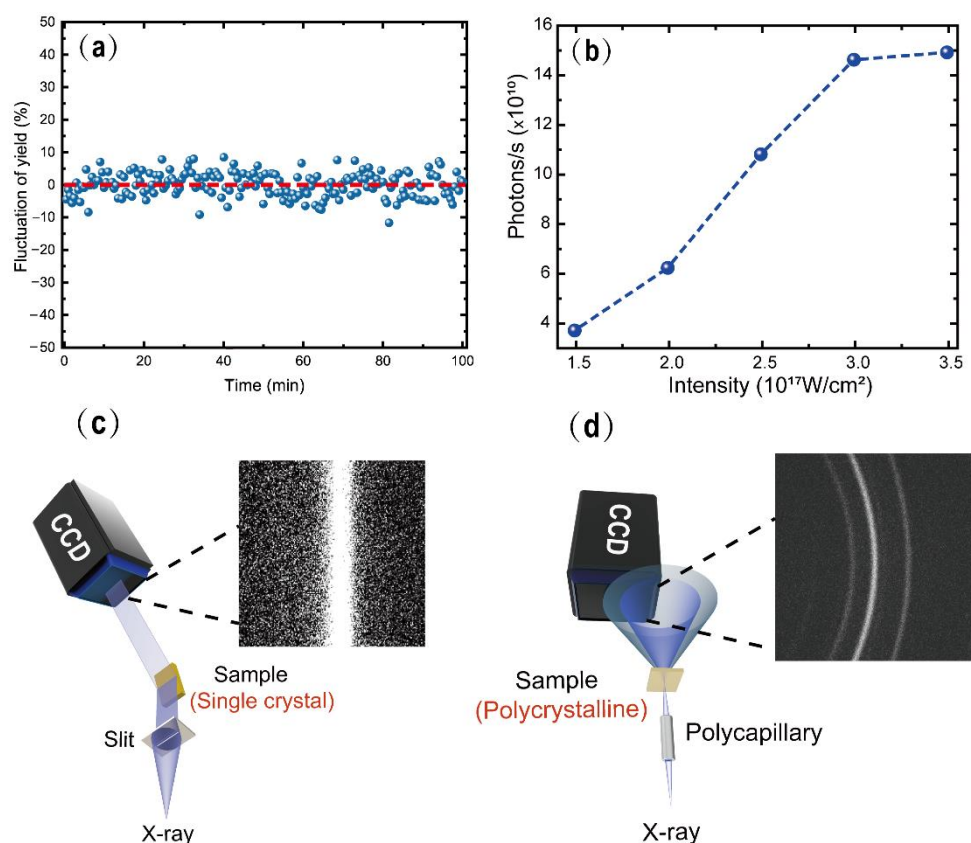 (a)
Fluctuation of yield (%)
50
40
30
20
10
0
−10
−20
−30
−40
−50
0 20 40 60 80 100
Time (min)
(b)
Photons/s (x10¹⁰)
16
14
12
10
8
6
4
1.5 2.0 2.5 3.0 3.5
Intensity (10¹⁷W/cm²)
(c)
CCD
Sample
(Single crystal)
Slit
X-ray
(d)
CCD
Sample
(Polycrystalline)
Polycapillary
X-ray